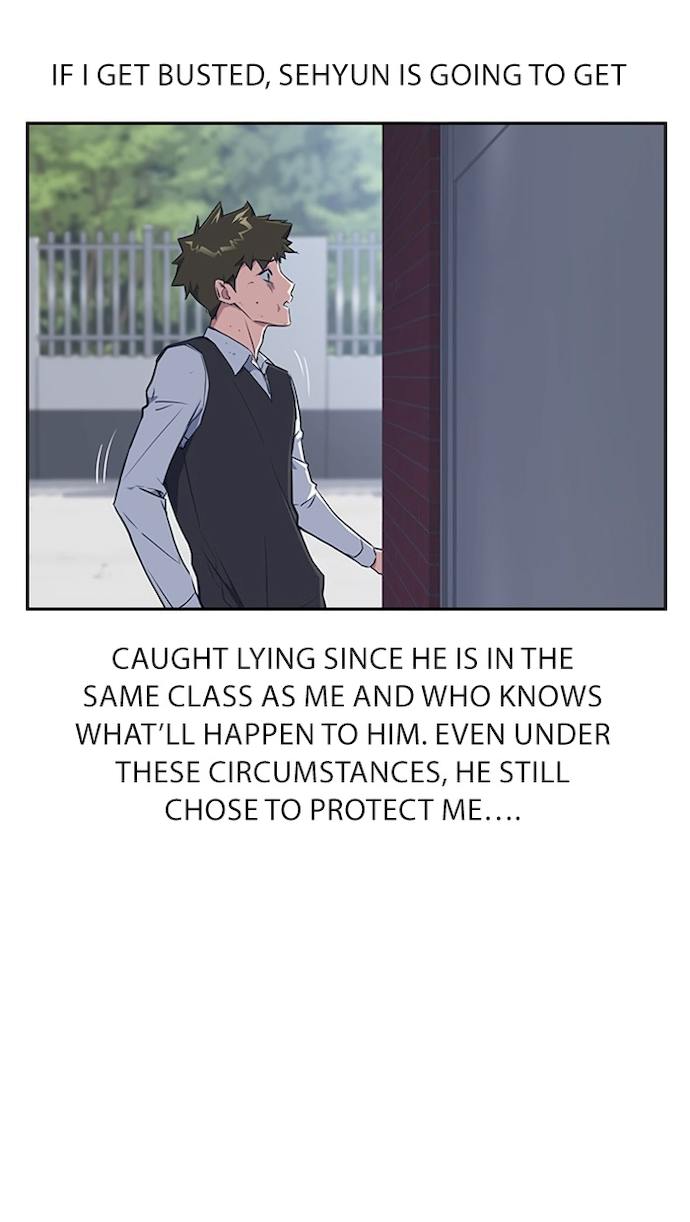 IF I GET BUSTED, SEHYUN IS GOING TO GET
CAUGHT LYING SINCE HE IS IN THE
SAME CLASS AS ME AND WHO KNOWS
WHAT'LL HAPPEN TO HIM. EVEN UNDER
THESE CIRCUMSTANCES, HE STILL
CHOSE TO PROTECT ME....